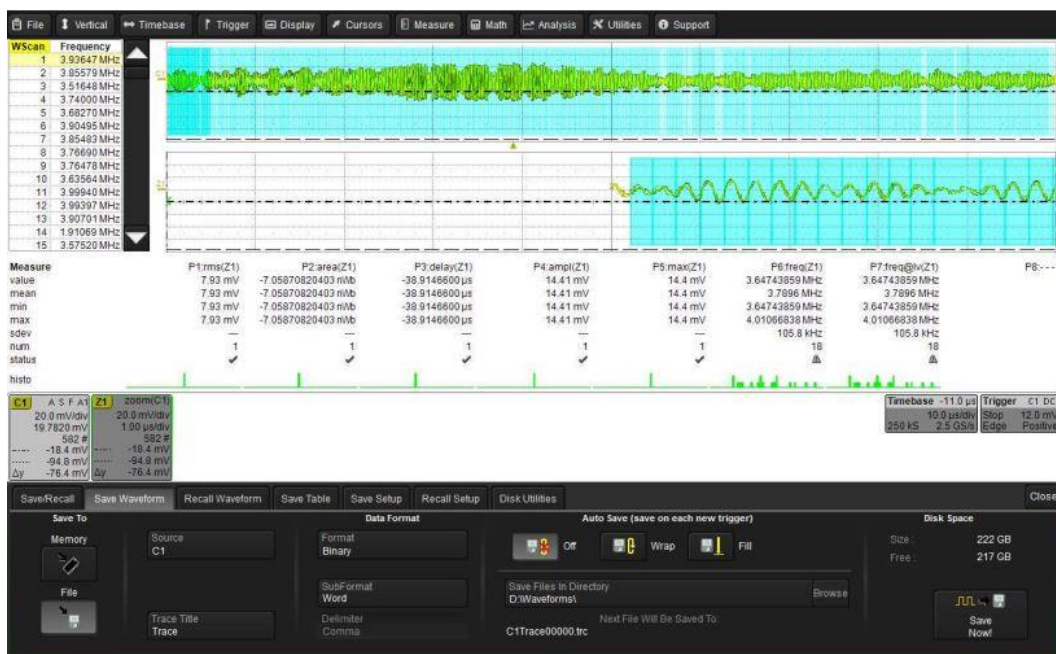 File Vertical Timebase Trigger Display Cursors Measure Math Analysis Utilities Support
WScan Frequency
1 3.93647 MHz
2 3.85579 MHz
3 3.51648 MHz
4 3.74000 MHz
5 3.68270 MHz
6 3.90495 MHz
7 3.85483 MHz
8 3.76690 MHz
9 3.76478 MHz
10 3.63564 MHz
11 3.99940 MHz
12 3.99397 MHz
13 3.90701 MHz
14 1.91069 MHz
15 3.57520 MHz
C1
Measure P1:rms(Z1) P2:area(Z1) P3:delay(Z1) P4:ampl(Z1) P5:max(Z1) P6:freq(Z1) P7:freq@lv(Z1) P8:---
value 7.93 mV -7.05870820403 nWb -38.9146600 µs 14.41 mV 14.4 mV 3.64743859 MHz 3.64743859 MHz
mean 7.93 mV -7.05870820403 nWb -38.9146600 µs 14.41 mV 14.4 mV 3.7896 MHz 3.7896 MHz
min 7.93 mV -7.05870820403 nWb -38.9146600 µs 14.41 mV 14.4 mV 3.64743859 MHz 3.64743859 MHz
max 7.93 mV -7.05870820403 nWb -38.9146600 µs 14.41 mV 14.4 mV 4.01066838 MHz 4.01066838 MHz
sdev --- --- --- --- --- 105.8 kHz 105.8 kHz
num 1 1 1 1 1 18 18
status
histo
C1 A S F A1 Z1 zoom(C1) Timebase -11.0 µs Trigger C1 DC
20.0 mV/div 20.0 mV/div 10.0 µs/div Stop 12.0 mV
19.7820 mV 1.00 µs/div 250 kS 2.5 GS/s Edge Positive
582 # 582 #
-18.4 mV -18.4 mV
-94.8 mV -94.8 mV
Δy -76.4 mV Δy -76.4 mV
Save/Recall Save Waveform Recall Waveform Save Table Save Setup Recall Setup Disk Utilities Close
Save To Data Format Auto Save (save on each new trigger) Disk Space
Memory Source Format Off Wrap Fill Size : 222 GB
C1 Binary Free : 217 GB
File SubFormat Save Files In Directory
Word D:\Waveforms\ Browse
Trace Title Delimiter Next File Will Be Saved To: Save
Trace Comma C1Trace00000.trc Now!